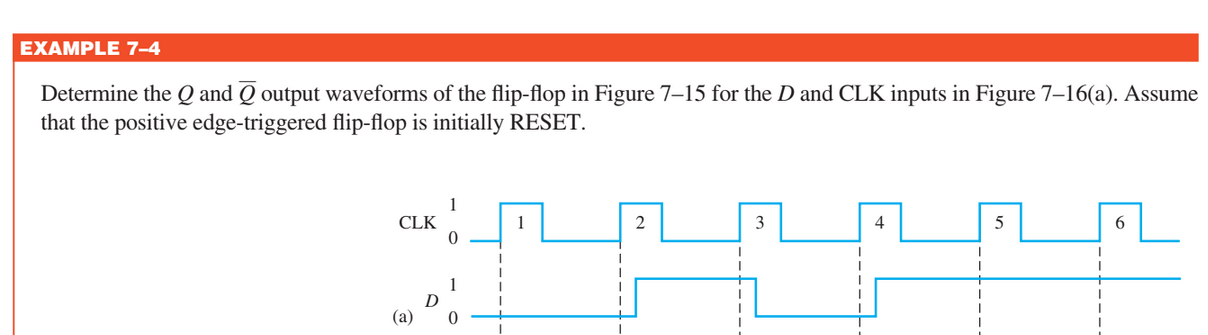 EXAMPLE 7–4
Determine the Q and Q̅ output waveforms of the flip-flop in Figure 7–15 for the D and CLK inputs in Figure 7–16(a). Assume
that the positive edge-triggered flip-flop is initially RESET.
1
CLK 1 2 3 4 5 6
0
1
D
(a) 0